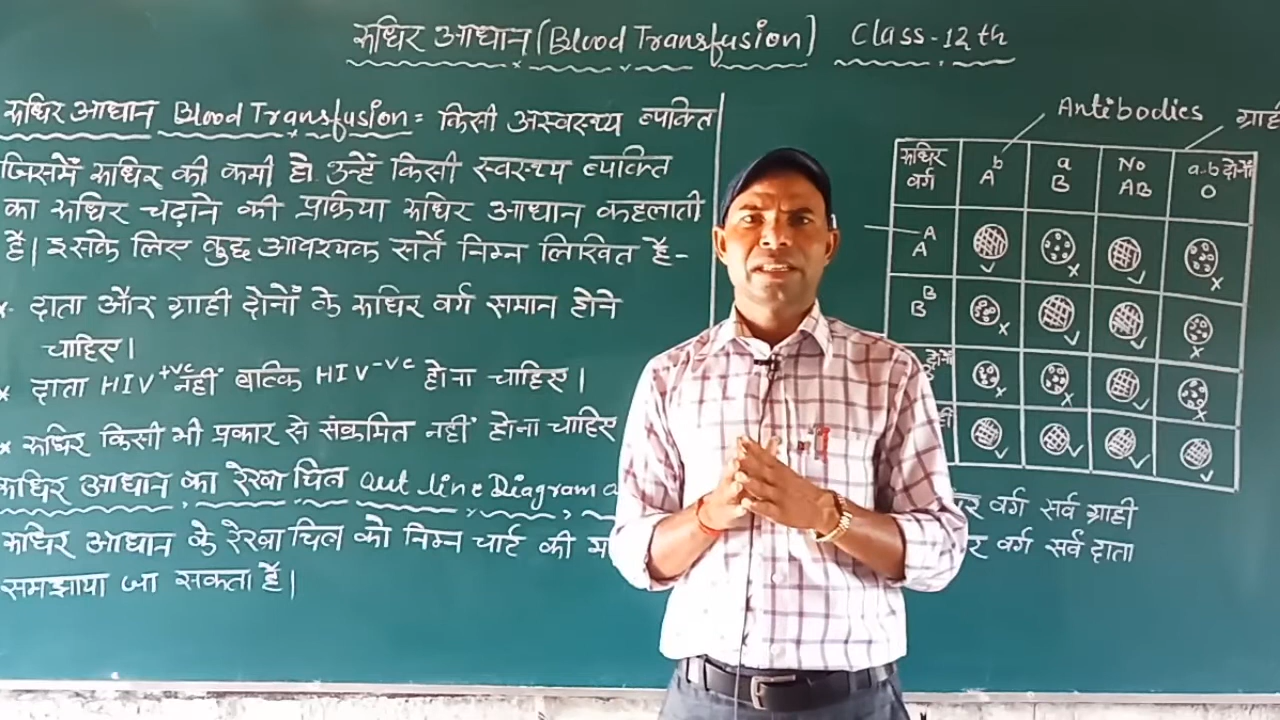 रुधिर आधान (Blood Transfusion) Class-12th
रुधिर आधान Blood Transfusion = किसी अस्वस्थ्य व्यक्ति
जिसमें रुधिर की कमी हो उन्हें किसी स्वस्थ्य व्यक्ति
का रुधिर चढ़ाने की प्रक्रिया रुधिर आधान कहलाती
है। इसके लिए कुछ आवश्यक सर्ते निम्न लिखित है-
* दाता और ग्राही दोनों के रुधिर वर्ग समान होने
चाहिए।
* दाता HIV+ve नहीं बल्कि HIV-ve होना चाहिए।
* रुधिर किसी भी प्रकार से संक्रमित नहीं होना चाहिए
रुधिर आधान का रेखा चित्र out line Diagram
रुधिर आधान के रेखा चित्र को निम्न चार्ट की
समझाया जा सकता है।
Antibodies ग्राही
रुधिर वर्ग b A a B No AB a-b दोनों O
A A
B B
दोनों
वर्ग सर्व ग्राही
वर्ग सर्व दाता